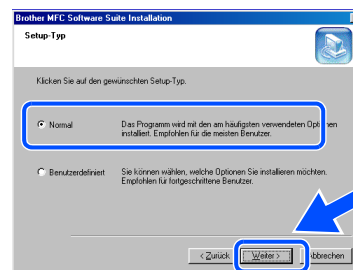 Brother MFC Software Suite Installation
Setup-Typ
Klicken Sie auf den gewünschten Setup-Typ.
Normal Das Programm wird mit den am häufigsten verwendeten Optionen
installiert. Empfohlen für die meisten Benutzer.
Benutzerdefiniert Sie können wählen, welche Optionen Sie installieren möchten.
Empfohlen für fortgeschrittene Benutzer.
< Zurück Weiter > Abbrechen